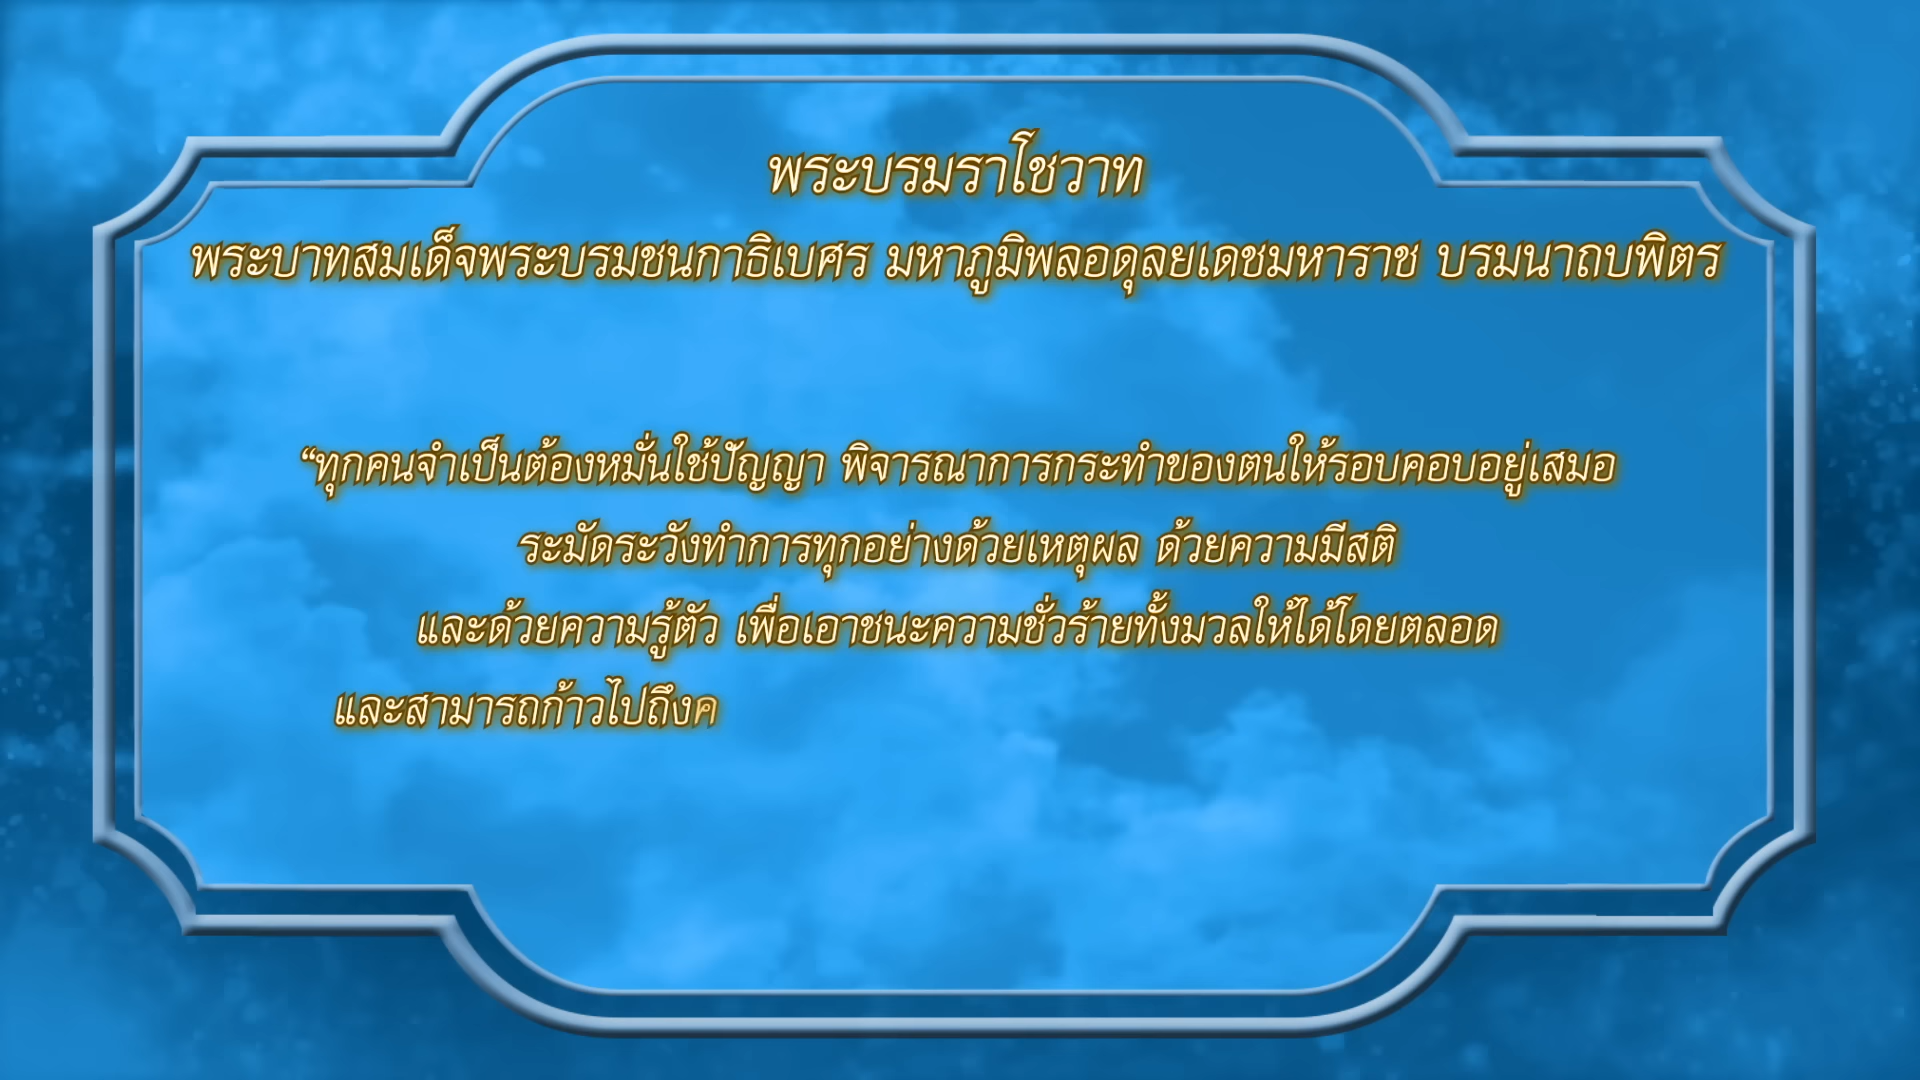 พระบรมราโชวาท
พระบาทสมเด็จพระบรมชนกาธิเบศร มหาภูมิพลอดุลยเดชมหาราช บรมนาถบพิตร
“ทุกคนจำเป็นต้องหมั่นใช้ปัญญา พิจารณาการกระทำของตนให้รอบคอบอยู่เสมอ
ระมัดระวังทำการทุกอย่างด้วยเหตุผล ด้วยความมีสติ
และด้วยความรู้ตัว เพื่อเอาชนะความชั่วร้ายทั้งมวลให้ได้โดยตลอด
และสามารถก้าวไปถึงค